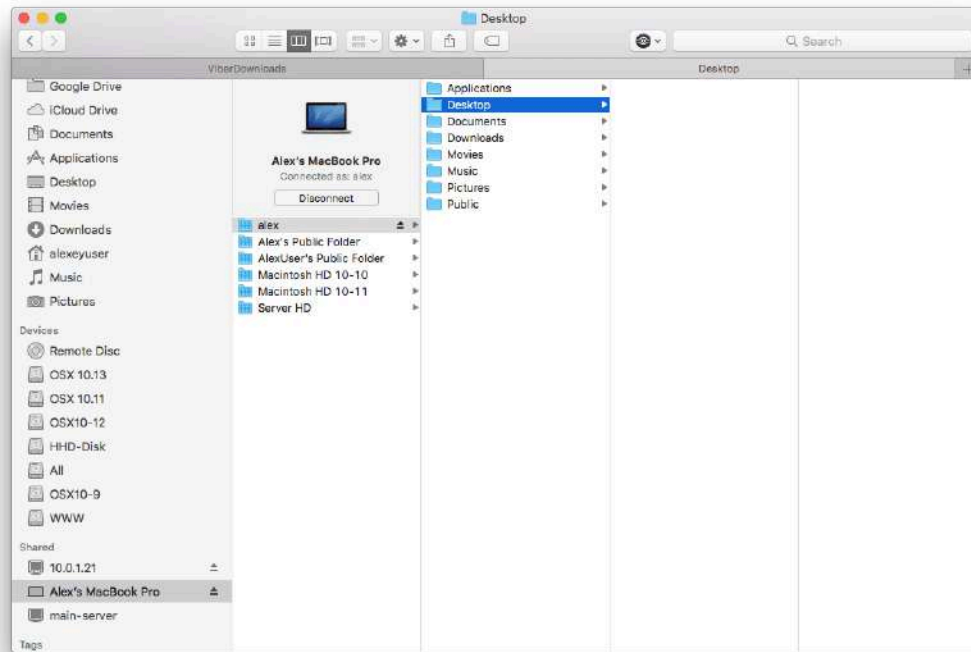 Desktop
Search
ViberDownloads
Desktop
Google Drive
iCloud Drive
Documents
Applications
Desktop
Movies
Downloads
alexeyuser
Music
Pictures
Devices
Remote Disc
OSX 10.13
OSX 10.11
OSX10-12
HHD-Disk
All
OSX10-9
WWW
Shared
10.0.1.21
Alex's MacBook Pro
main-server
Tags
Alex's MacBook Pro
Connected as: alex
Disconnect
alex
Alex's Public Folder
AlexUser's Public Folder
Macintosh HD 10-10
Macintosh HD 10-11
Server HD
Applications
Desktop
Documents
Downloads
Movies
Music
Pictures
Public